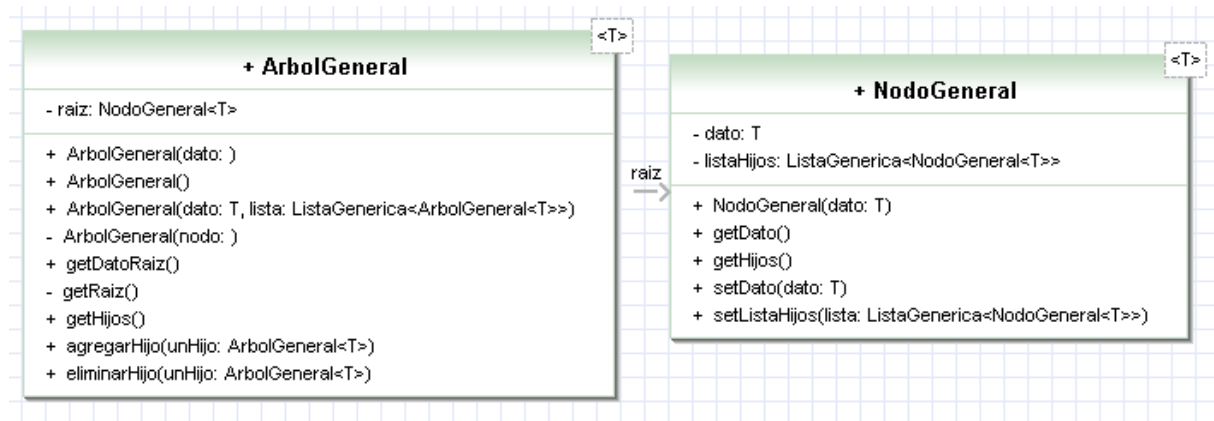 <T>
+ ArbolGeneral
- raiz: NodoGeneral<T>
+ ArbolGeneral(dato: )
+ ArbolGeneral()
+ ArbolGeneral(dato: T, lista: ListaGenerica<ArbolGeneral<T>>)
- ArbolGeneral(nodo: )
+ getDatoRaiz()
- getRaiz()
+ getHijos()
+ agregarHijo(unHijo: ArbolGeneral<T>)
+ eliminarHijo(unHijo: ArbolGeneral<T>)
raiz
<T>
+ NodoGeneral
- dato: T
- listaHijos: ListaGenerica<NodoGeneral<T>>
+ NodoGeneral(dato: T)
+ getDato()
+ getHijos()
+ setDato(dato: T)
+ setListaHijos(lista: ListaGenerica<NodoGeneral<T>>)